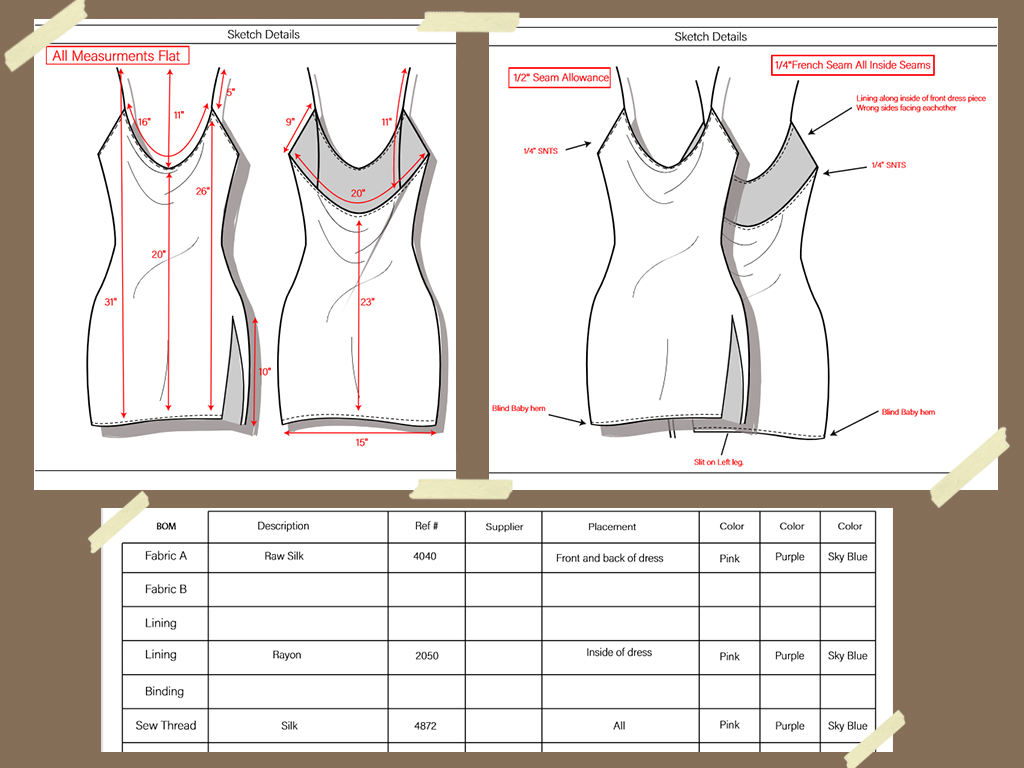 Sketch Details
All Measurments Flat
5"
16"
11"
26"
20"
31"
10"
9"
11"
20"
23"
15"
Sketch Details
1/2" Seam Allowance
1/4"French Seam All Inside Seams
Lining along inside of front dress piece
Wrong sides facing eachother
1/4" SNTS
1/4" SNTS
Blind Baby hem
Blind Baby hem
Slit on Left leg.
BOM Description Ref # Supplier Placement Color Color Color
Fabric A Raw Silk 4040 Front and back of dress Pink Purple Sky Blue
Fabric B
Lining
Lining Rayon 2050 Inside of dress Pink Purple Sky Blue
Binding
Sew Thread Silk 4872 All Pink Purple Sky Blue